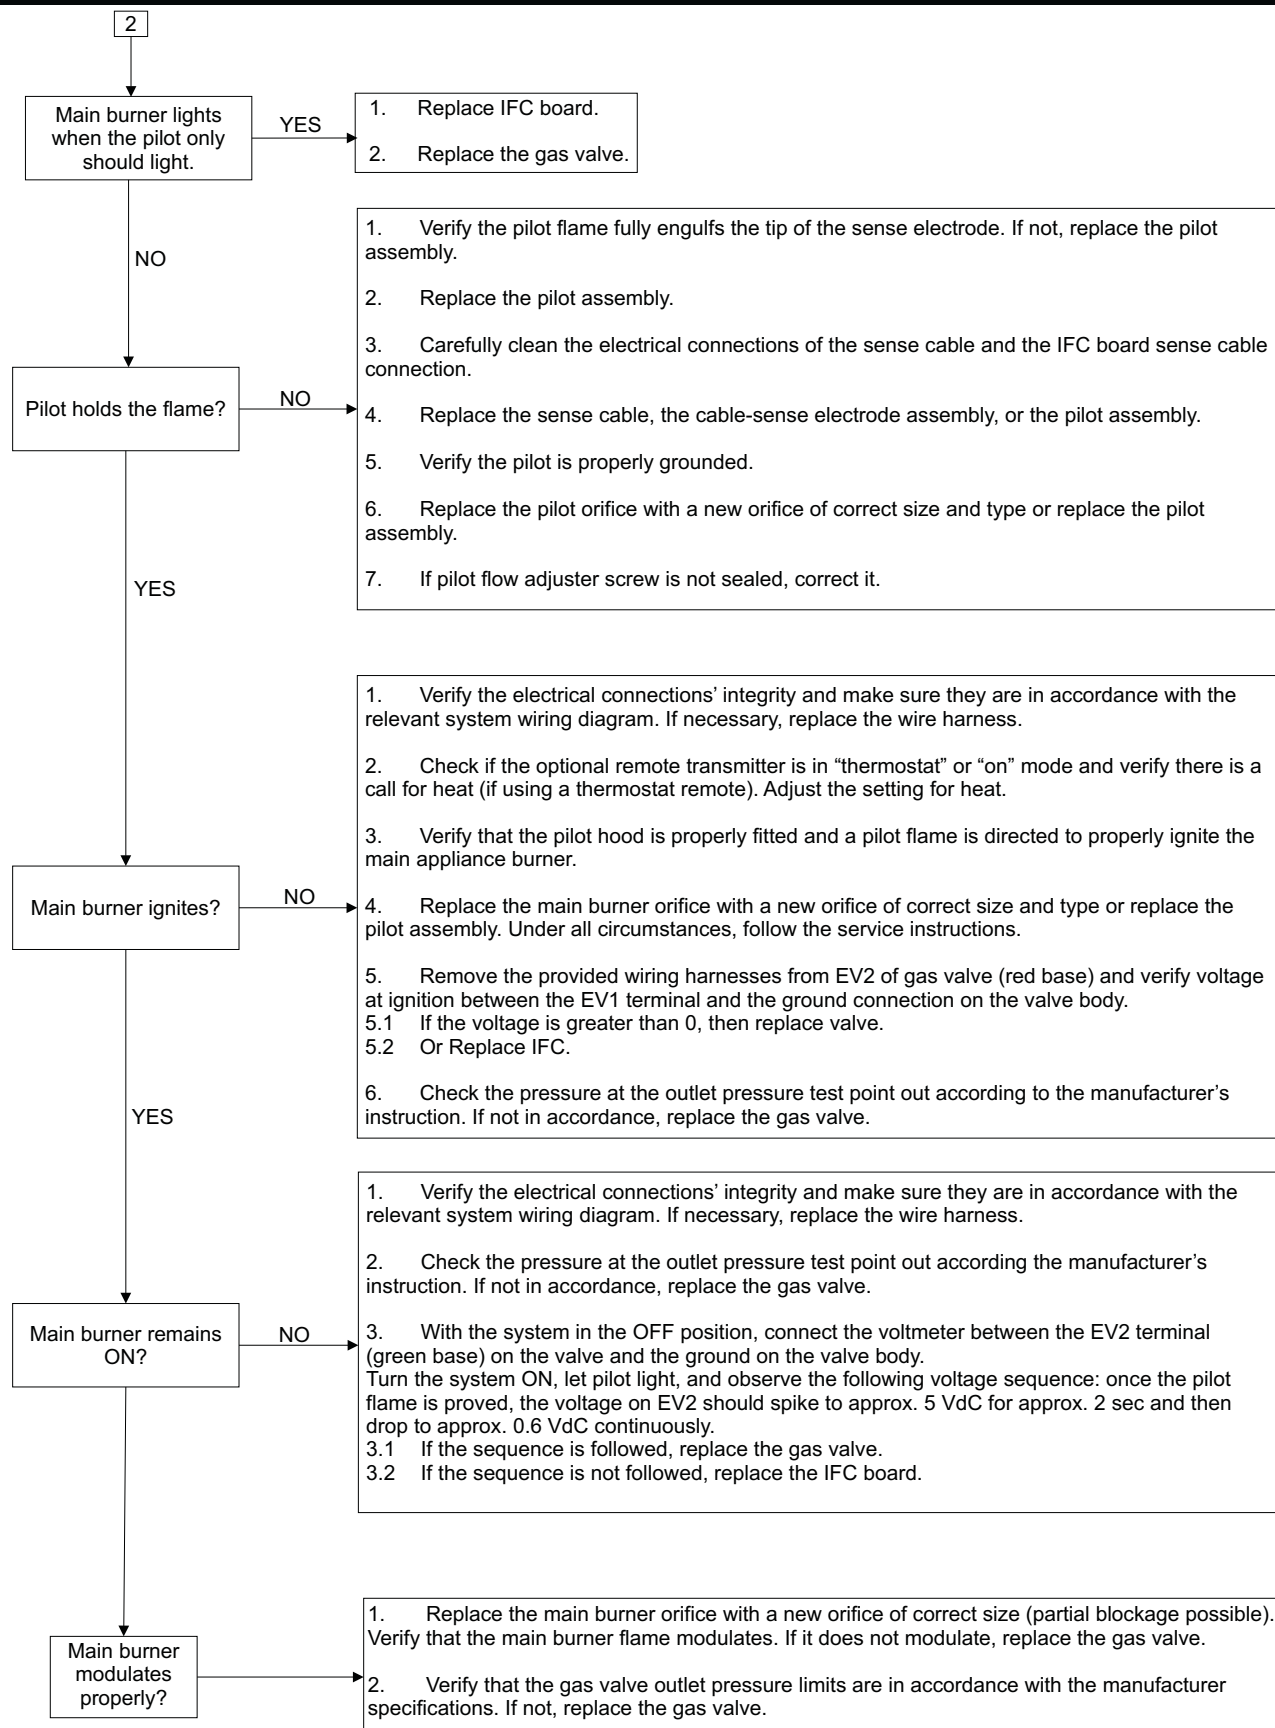 2
Main burner lights
when the pilot only
should light.
YES
1. Replace IFC board.
2. Replace the gas valve.
NO
1. Verify the pilot flame fully engulfs the tip of the sense electrode. If not, replace the pilot
assembly.
2. Replace the pilot assembly.
3. Carefully clean the electrical connections of the sense cable and the IFC board sense cable
connection.
Pilot holds the flame?
NO
4. Replace the sense cable, the cable-sense electrode assembly, or the pilot assembly.
5. Verify the pilot is properly grounded.
6. Replace the pilot orifice with a new orifice of correct size and type or replace the pilot
assembly.
7. If pilot flow adjuster screw is not sealed, correct it.
YES
1. Verify the electrical connections’ integrity and make sure they are in accordance with the
relevant system wiring diagram. If necessary, replace the wire harness.
2. Check if the optional remote transmitter is in “thermostat” or “on” mode and verify there is a
call for heat (if using a thermostat remote). Adjust the setting for heat.
3. Verify that the pilot hood is properly fitted and a pilot flame is directed to properly ignite the
main appliance burner.
Main burner ignites?
NO
4. Replace the main burner orifice with a new orifice of correct size and type or replace the
pilot assembly. Under all circumstances, follow the service instructions.
5. Remove the provided wiring harnesses from EV2 of gas valve (red base) and verify voltage
at ignition between the EV1 terminal and the ground connection on the valve body.
5.1 If the voltage is greater than 0, then replace valve.
5.2 Or Replace IFC.
6. Check the pressure at the outlet pressure test point out according to the manufacturer’s
instruction. If not in accordance, replace the gas valve.
YES
1. Verify the electrical connections’ integrity and make sure they are in accordance with the
relevant system wiring diagram. If necessary, replace the wire harness.
2. Check the pressure at the outlet pressure test point out according the manufacturer’s
instruction. If not in accordance, replace the gas valve.
Main burner remains
ON?
NO
3. With the system in the OFF position, connect the voltmeter between the EV2 terminal
(green base) on the valve and the ground on the valve body.
Turn the system ON, let pilot light, and observe the following voltage sequence: once the pilot
flame is proved, the voltage on EV2 should spike to approx. 5 VdC for approx. 2 sec and then
drop to approx. 0.6 VdC continuously.
3.1 If the sequence is followed, replace the gas valve.
3.2 If the sequence is not followed, replace the IFC board.
Main burner
modulates
properly?
1. Replace the main burner orifice with a new orifice of correct size (partial blockage possible).
Verify that the main burner flame modulates. If it does not modulate, replace the gas valve.
2. Verify that the gas valve outlet pressure limits are in accordance with the manufacturer
specifications. If not, replace the gas valve.